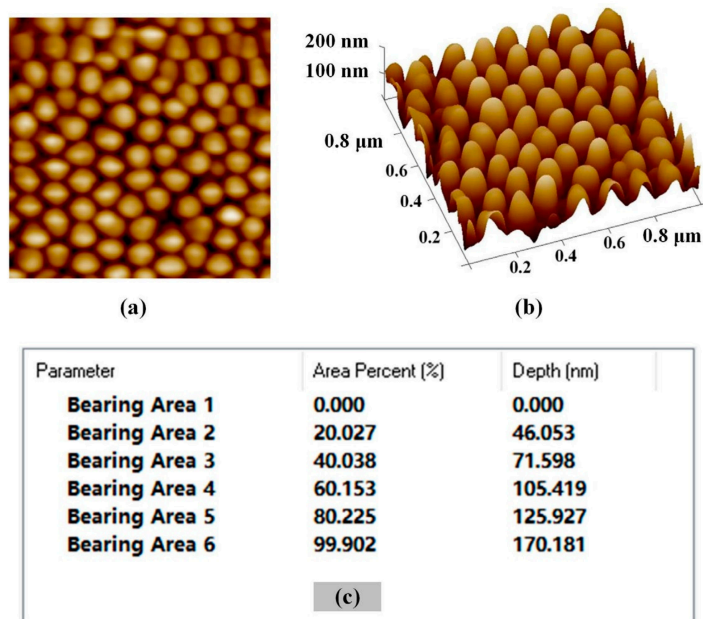 200 nm
100 nm
0.8 µm
0.6
0.4
0.2
0.2
0.4
0.6
0.8 µm
(a)
(b)
Parameter Area Percent (%) Depth (nm)
Bearing Area 1 0.000 0.000
Bearing Area 2 20.027 46.053
Bearing Area 3 40.038 71.598
Bearing Area 4 60.153 105.419
Bearing Area 5 80.225 125.927
Bearing Area 6 99.902 170.181
(c)